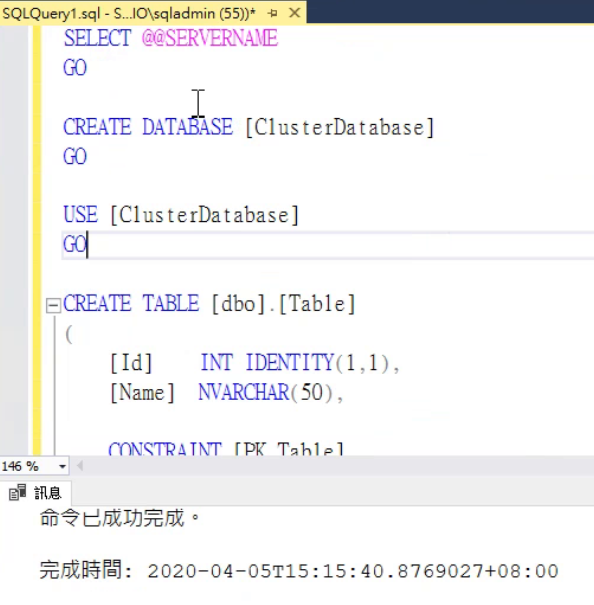 SQLQuery1.sql - S...IO\sqladmin (55))*
SELECT @@SERVERNAME
GO
CREATE DATABASE [ClusterDatabase]
GO
USE [ClusterDatabase]
GO
CREATE TABLE [dbo].[Table]
(
[Id] INT IDENTITY(1,1),
[Name] NVARCHAR(50),
CONSTRAINT [PK_Table]
146 %
訊息
命令已成功完成。
完成時間: 2020-04-05T15:15:40.8769027+08:00